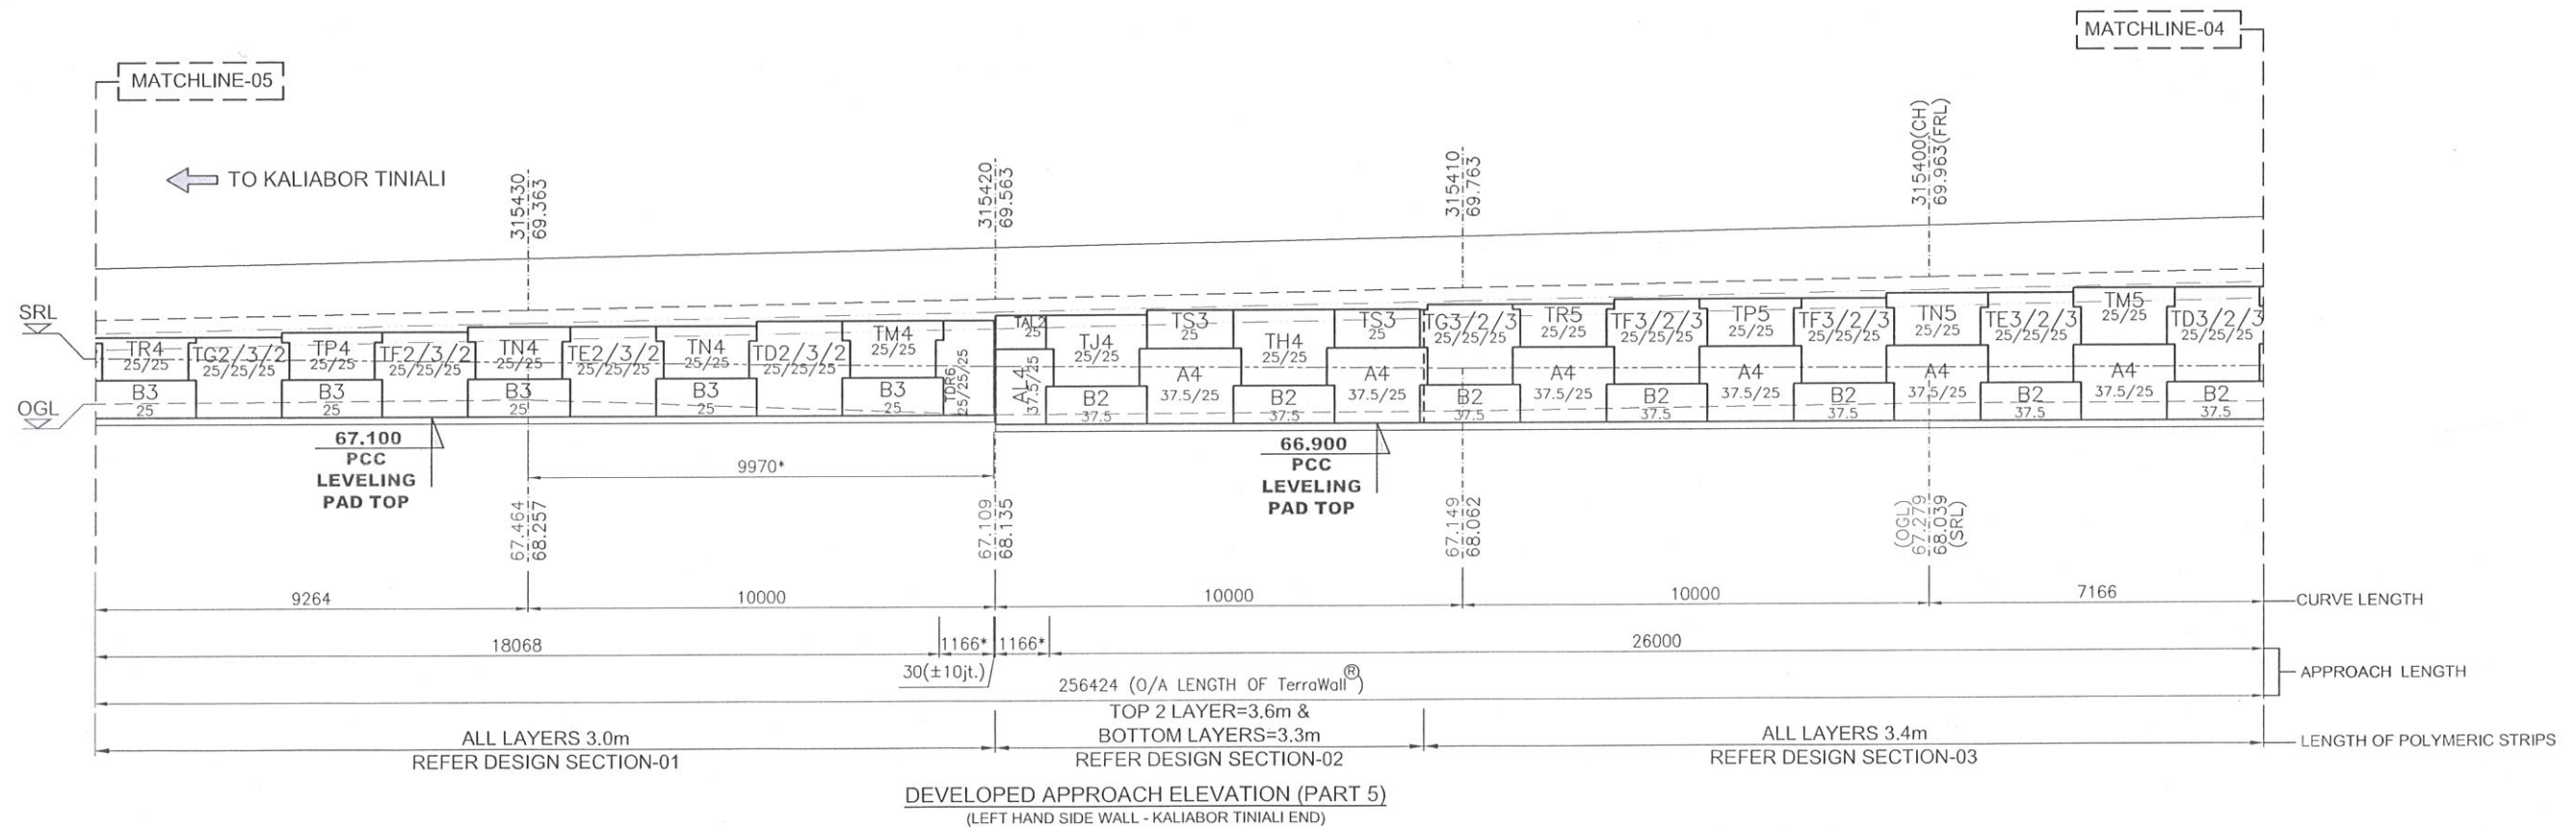 MATCHLINE-04
MATCHLINE-05
TO KALIABOR TINIALI
315430
69.363
315420
69.563
315410
69.763
315400(CH)
69.963(FRL)
SRL
OGL
TR4
25/25
TG2/3/2
25/25/25
TP4
25/25
TF2/3/2
25/25/25
TN4
25/25
TE2/3/2
25/25/25
TN4
25/25
TD2/3/2
25/25/25
TM4
25/25
TDR6
25/25/25
TAL2
25
TJ4
25/25
TS3
25
TH4
25/25
TS3
25
TG3/2/3
25/25/25
TR5
25/25
TF3/2/3
25/25/25
TP5
25/25
TF3/2/3
25/25/25
TN5
25/25
TE3/2/3
25/25/25
TM5
25/25
TD3/2/3
25/25/25
B3
25
B3
25
B3
25
B3
25
B3
25
AL4
37.5/25
B2
37.5
A4
37.5/25
B2
37.5
A4
37.5/25
B2
37.5
A4
37.5/25
B2
37.5
A4
37.5/25
B2
37.5
A4
37.5/25
B2
37.5
A4
37.5/25
B2
37.5
67.100
PCC
LEVELING
PAD TOP
9970*
66.900
PCC
LEVELING
PAD TOP
67.464
68.257
67.109
68.135
67.149
68.062
(OGL)
67.279
68.039
(SRL)
9264
10000
10000
10000
7166
CURVE LENGTH
18068
1166*
1166*
26000
30(±10jt.)
256424 (O/A LENGTH OF TerraWall®)
APPROACH LENGTH
ALL LAYERS 3.0m
REFER DESIGN SECTION-01
TOP 2 LAYER=3.6m &
BOTTOM LAYERS=3.3m
REFER DESIGN SECTION-02
ALL LAYERS 3.4m
REFER DESIGN SECTION-03
LENGTH OF POLYMERIC STRIPS
DEVELOPED APPROACH ELEVATION (PART 5)
(LEFT HAND SIDE WALL - KALIABOR TINIALI END)